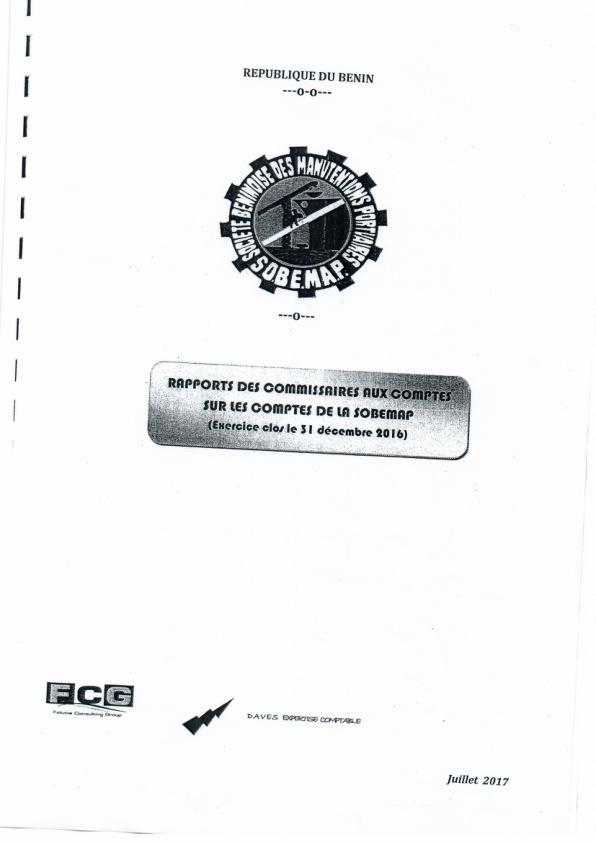 REPUBLIQUE DU BENIN
---o-o---
SOCIETE BENINOISE DES MANUTENTIONS PORTUAIRES
S.O.B.E.M.A.P.
---o---
RAPPORTS DES COMMISSAIRES AUX COMPTES
SUR LES COMPTES DE LA SOBEMAP
(Exercice clos le 31 décembre 2016)
FCG
Fiducia Consulting Group
DAVES EXPERTISE COMPTABLE
Juillet 2017